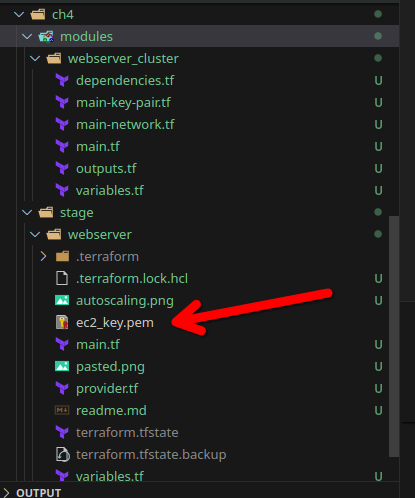 ch4
modules
webserver_cluster
dependencies.tf U
main-key-pair.tf U
main-network.tf U
main.tf U
outputs.tf U
variables.tf U
stage
webserver
.terraform
.terraform.lock.hcl U
autoscaling.png U
ec2_key.pem
main.tf U
pasted.png U
provider.tf U
readme.md U
terraform.tfstate
terraform.tfstate.backup
variables.tf U
OUTPUT